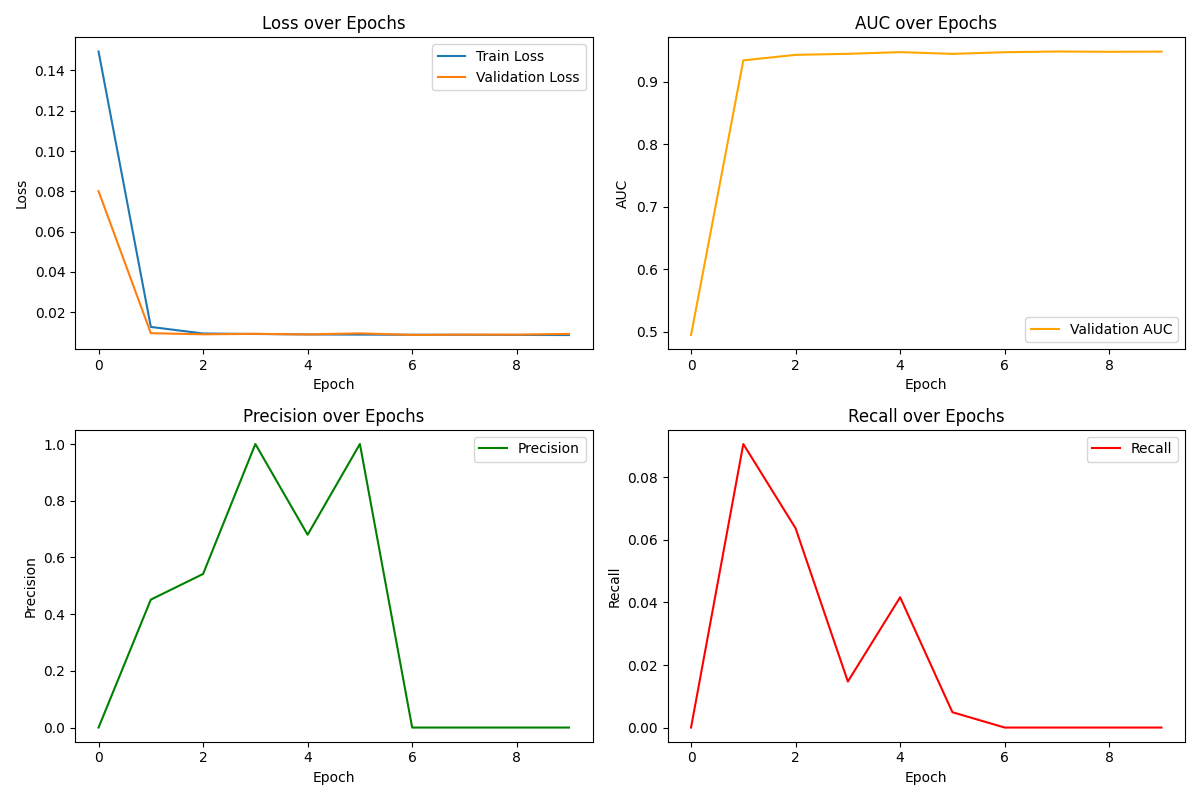 Loss over Epochs
Train Loss
Validation Loss
0.14
0.12
0.10
0.08
0.06
0.04
0.02
Loss
0 2 4 6 8
Epoch
AUC over Epochs
0.9
0.8
0.7
0.6
0.5
AUC
Validation AUC
0 2 4 6 8
Epoch
Precision over Epochs
Precision
1.0
0.8
0.6
0.4
0.2
0.0
Precision
0 2 4 6 8
Epoch
Recall over Epochs
Recall
0.08
0.06
0.04
0.02
0.00
Recall
0 2 4 6 8
Epoch